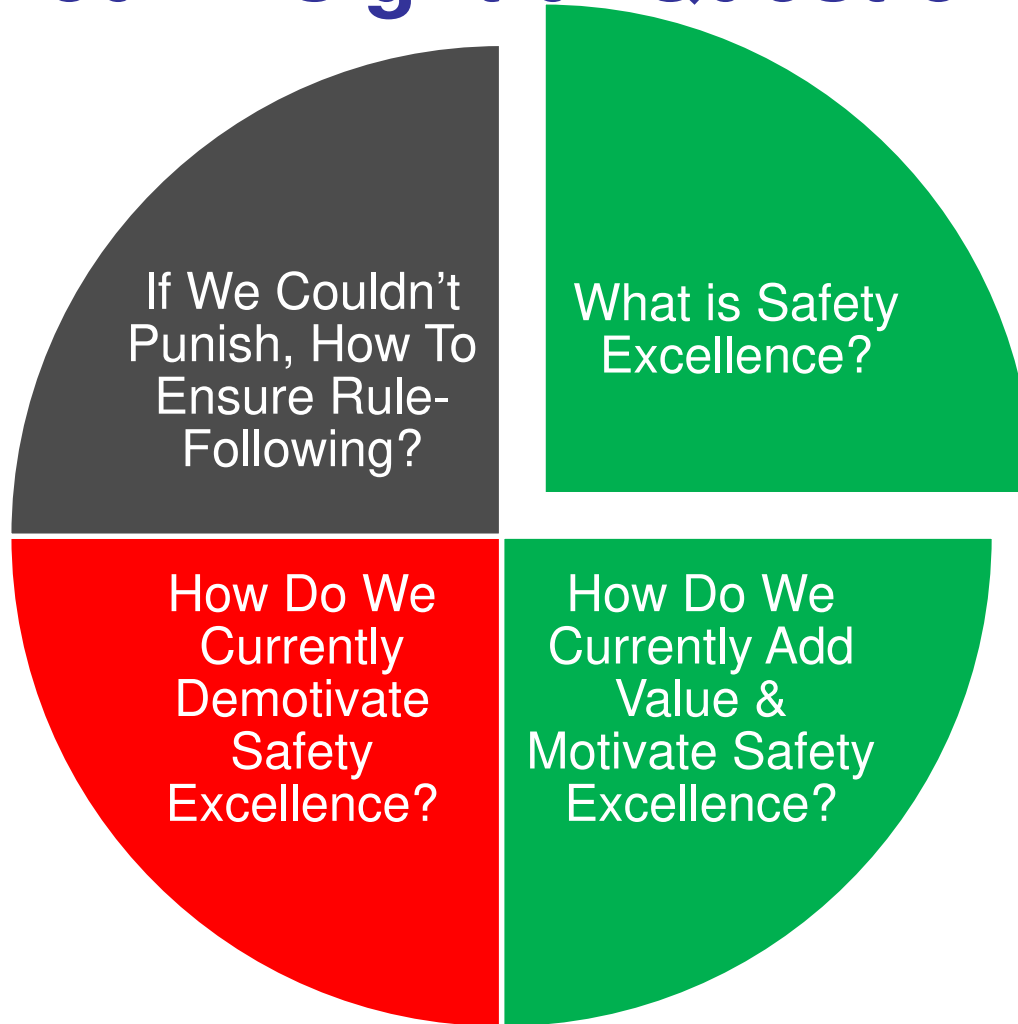 If We Couldn’t
Punish, How To
Ensure Rule-
Following?
What is Safety
Excellence?
How Do We
Currently
Demotivate
Safety
Excellence?
How Do We
Currently Add
Value &
Motivate Safety
Excellence?